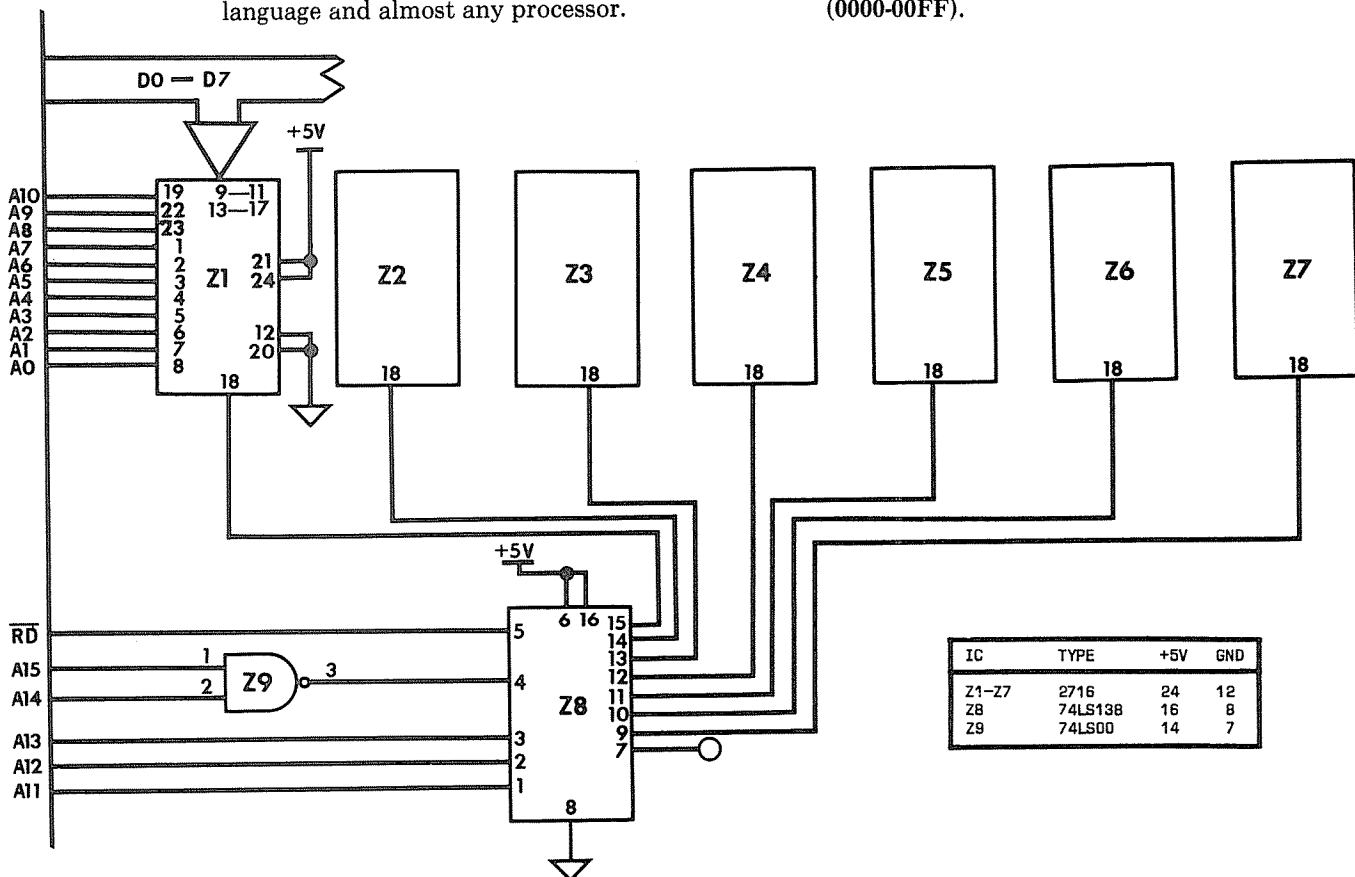 language and almost any processor.
(0000-00FF).
D0 — D7
+5V
A10
A9
A8
A7
A6
A5
A4
A3
A2
A1
A0
19 9—11
22 13—17
23
1
2
3
4
5
6
7
8
Z1
21
24
12
20
18
Z2
18
Z3
18
Z4
18
Z5
18
Z6
18
Z7
18
+5V
RD
A15
A14
A13
A12
A11
1
2
Z9
3
5
4
3
2
1
6 16
Z8
15
14
13
12
11
10
9
7
8
IC TYPE +5V GND
Z1-Z7 2716 24 12
Z8 74LS138 16 8
Z9 74LS00 14 7